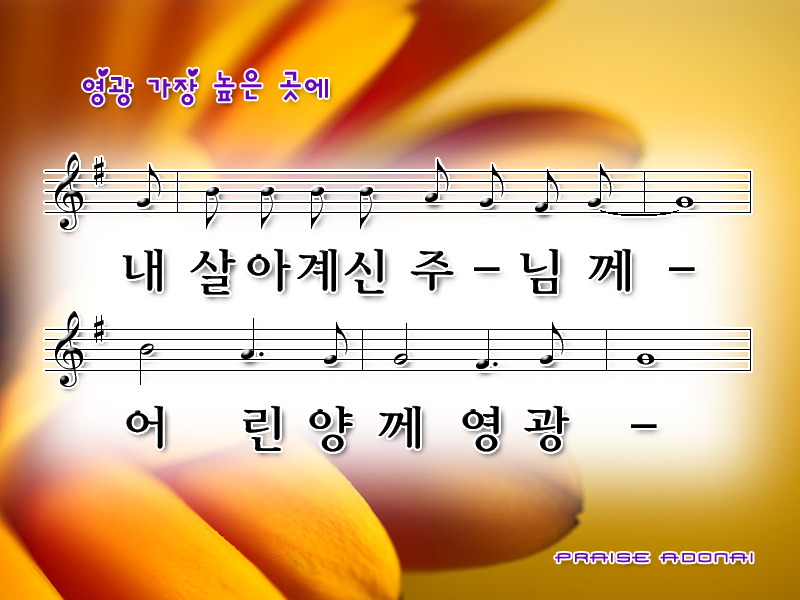 영광 가장 높은 곳에
내 살아계신 주 - 님 께 -
어 린 양 께 영 광 -
PRAISE ADONAI